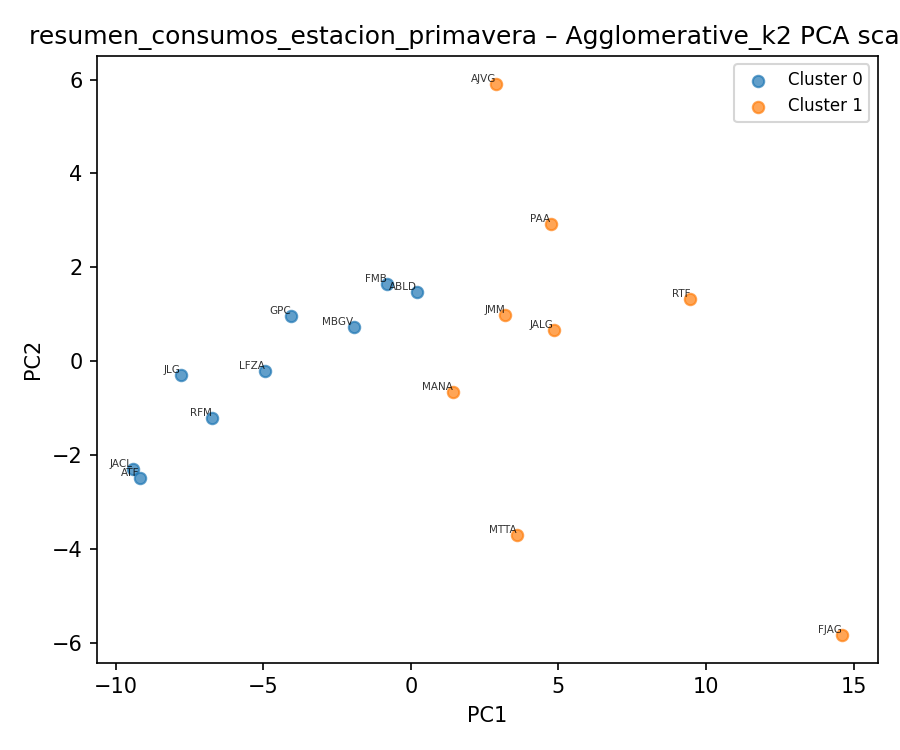 resumen_consumos_estacion_primavera – Agglomerative_k2 PCA sca
Cluster 0
Cluster 1
6
4
2
0
−2
−4
−6
PC2
AJVG
PAA
FMB
ABLD
RTF
GPC
JMM
MBGV
JALG
LFZA
JLG
MANA
RFM
JACL
ATF
MTTA
FJAG
−10
−5
0
5
10
15
PC1